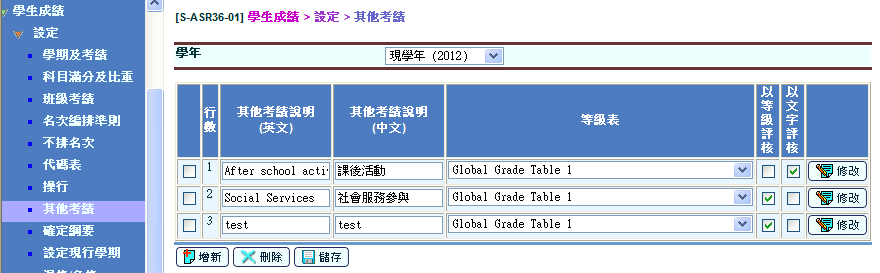 學生成績
設定
學期及考績
科目滿分及比重
班級考績
名次編排準則
不排名次
代碼表
操行
其他考績
確定綱要
設定現行學期
[S-ASR36-01] 學生成績 > 設定 > 其他考績
學年 現學年 (2012)
行數 其他考績說明 (英文) 其他考績說明 (中文) 等級表 以等級評核 以文字評核
1 After school acti 課後活動 Global Grade Table 1 修改
2 Social Services 社會服務參與 Global Grade Table 1 修改
3 test test Global Grade Table 1 修改
增新 刪除 儲存